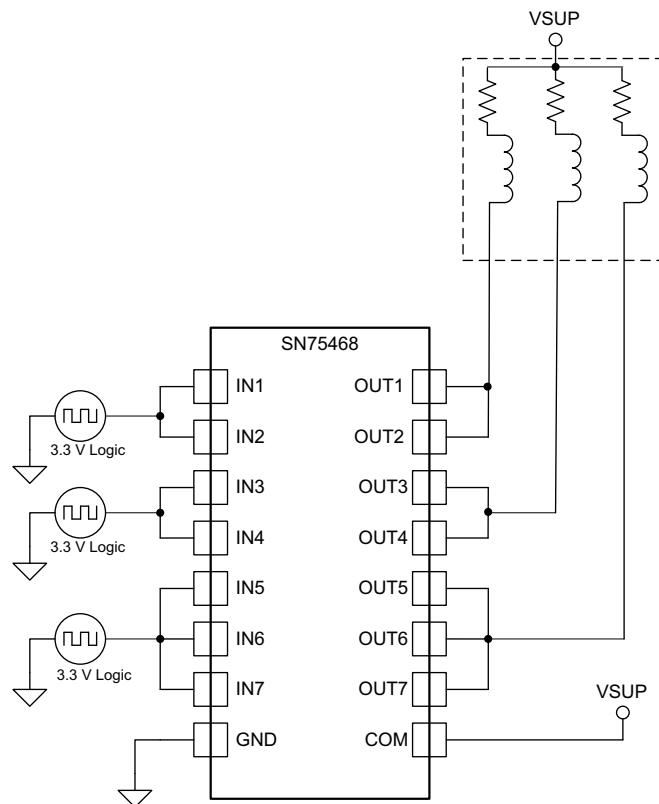 VSUP
SN75468
IN1
OUT1
IN2
OUT2
3.3 V Logic
IN3
OUT3
IN4
OUT4
3.3 V Logic
IN5
OUT5
IN6
OUT6
3.3 V Logic
IN7
OUT7
VSUP
GND
COM